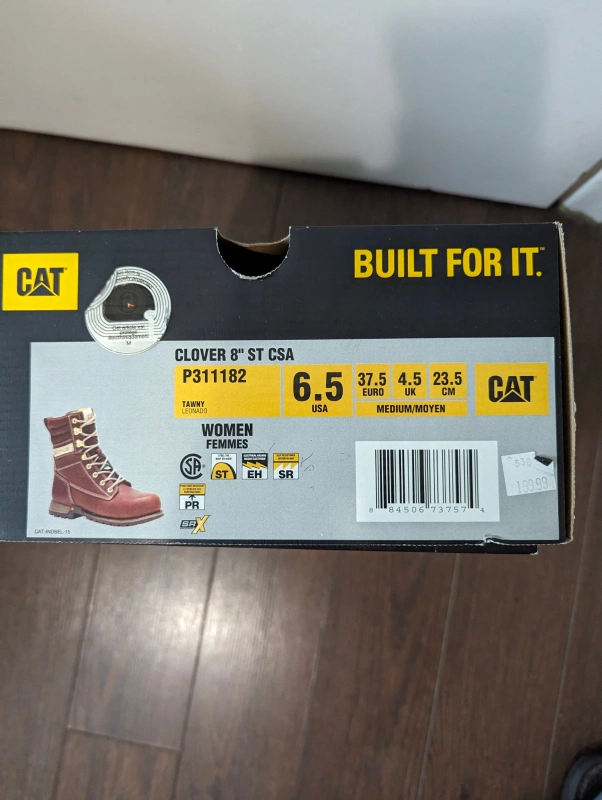 CAT
BUILT FOR IT.™
CLOVER 8" ST CSA
P311182
TAWNY
LEONADO
6.5
USA
37.5
EURO
4.5
UK
23.5
CM
MEDIUM/MOYEN
CAT
WOMEN
FEMMES
ST
EH
SR
PR
SRX
8 84506 73757 4
199.99